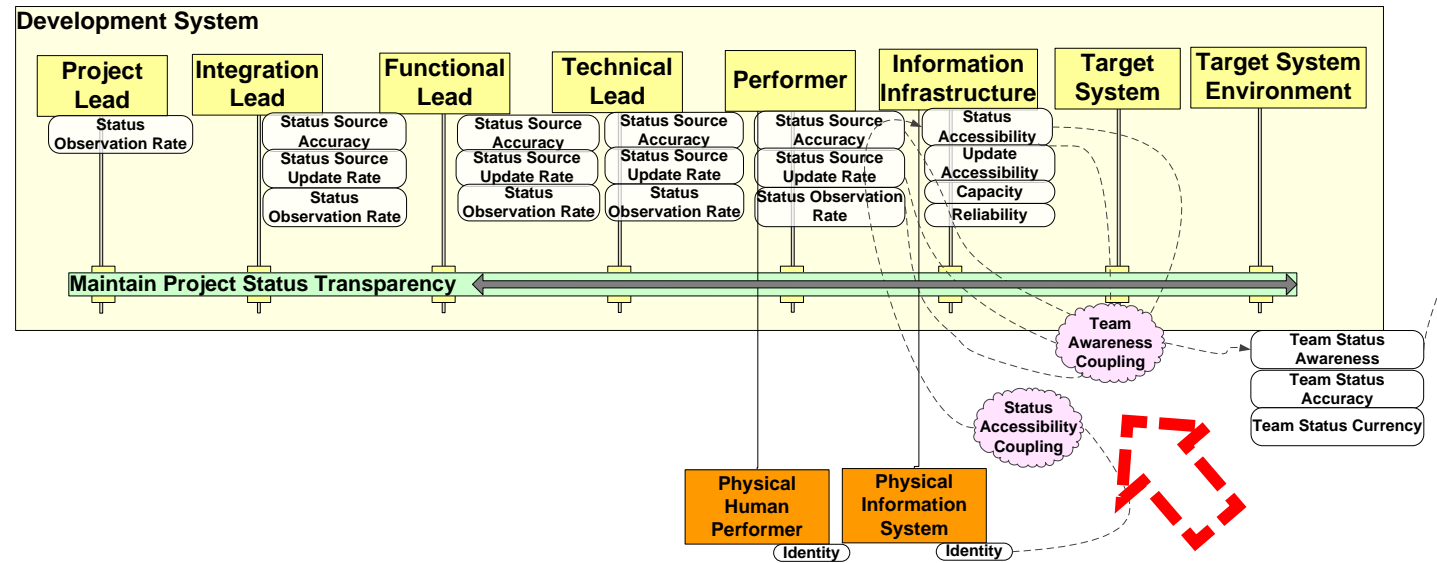 Development System
Project
Lead
Integration
Lead
Functional
Lead
Technical
Lead
Performer
Information
Infrastructure
Target
System
Target System
Environment
Status
Observation Rate
Status Source
Accuracy
Status Source
Update Rate
Status
Observation Rate
Status Source
Accuracy
Status Source
Update Rate
Status
Observation Rate
Status Source
Accuracy
Status Source
Update Rate
Status
Observation Rate
Status Source
Accuracy
Status Source
Update Rate
Status Observation
Rate
Status
Accessibility
Update
Accessibility
Capacity
Reliability
Maintain Project Status Transparency
Team
Awareness
Coupling
Team Status
Awareness
Team Status
Accuracy
Team Status Currency
Status
Accessibility
Coupling
Physical
Human
Performer
Identity
Physical
Information
System
Identity